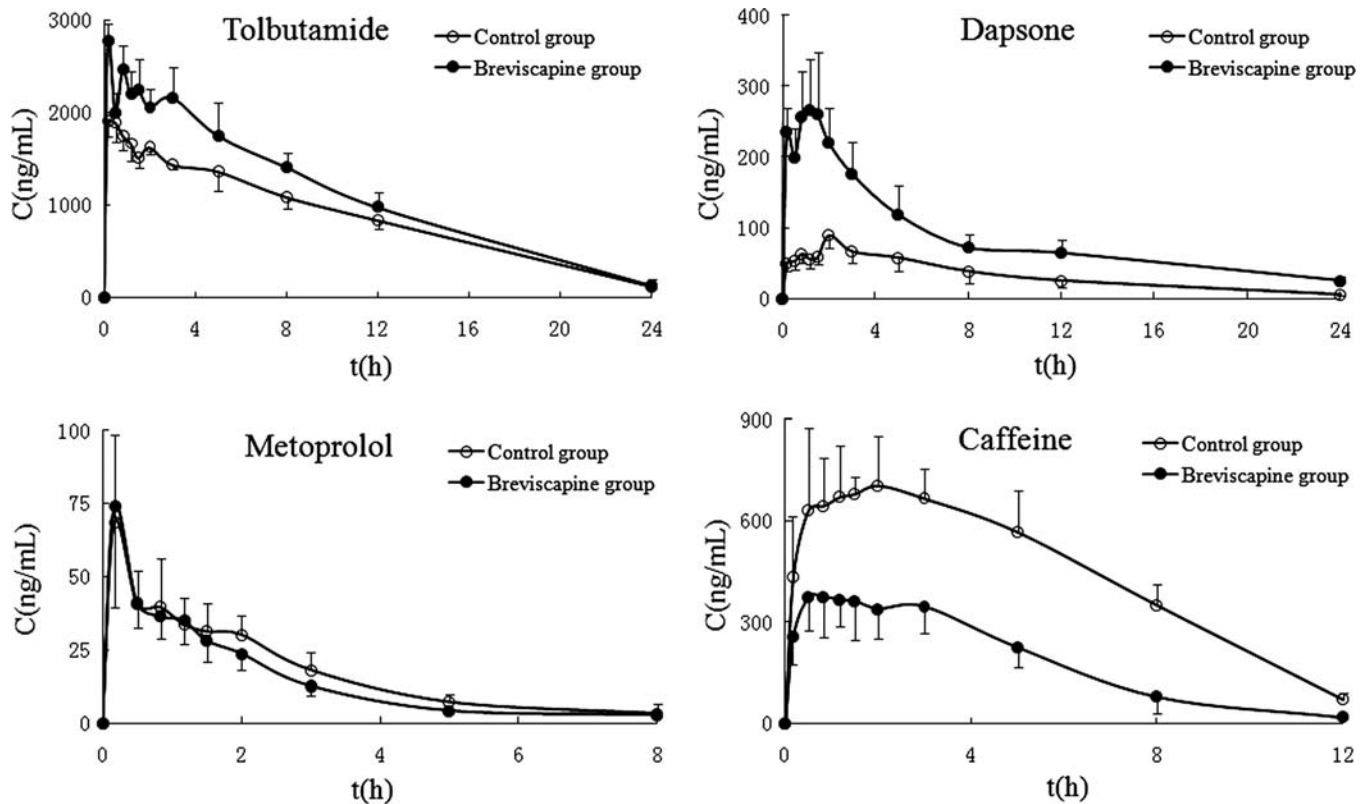 Tolbutamide
Control group
Breviscapine group
C(ng/mL)
3000
2000
1000
0
0 4 8 12 16 20 24
t(h)
Dapsone
Control group
Breviscapine group
C(ng/mL)
400
300
200
100
0
0 4 8 12 16 20 24
t(h)
Metoprolol
Control group
Breviscapine group
C(ng/mL)
100
75
50
25
0
0 2 4 6 8
t(h)
Caffeine
Control group
Breviscapine group
C(ng/mL)
900
600
300
0
0 4 8 12
t(h)